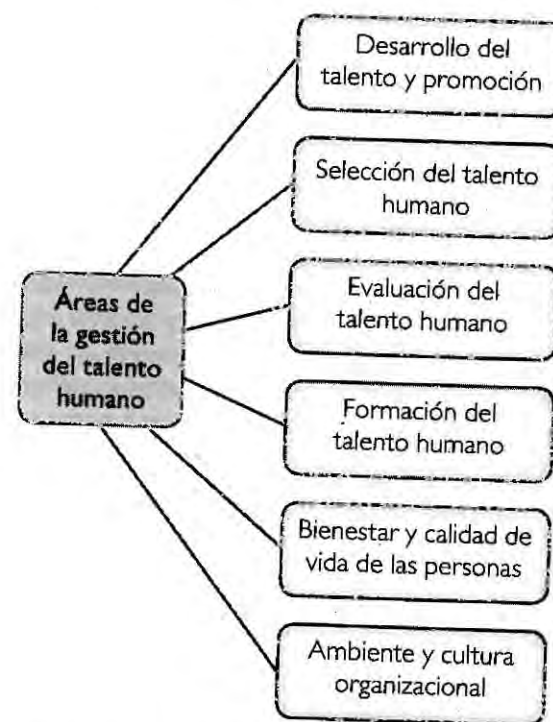 Desarrollo del
talento y promoción
Selección del talento
humano
Evaluación del
talento humano
Áreas de
la gestión
del talento
humano
Formación del
talento humano
Bienestar y calidad de
vida de las personas
Ambiente y cultura
organizacional